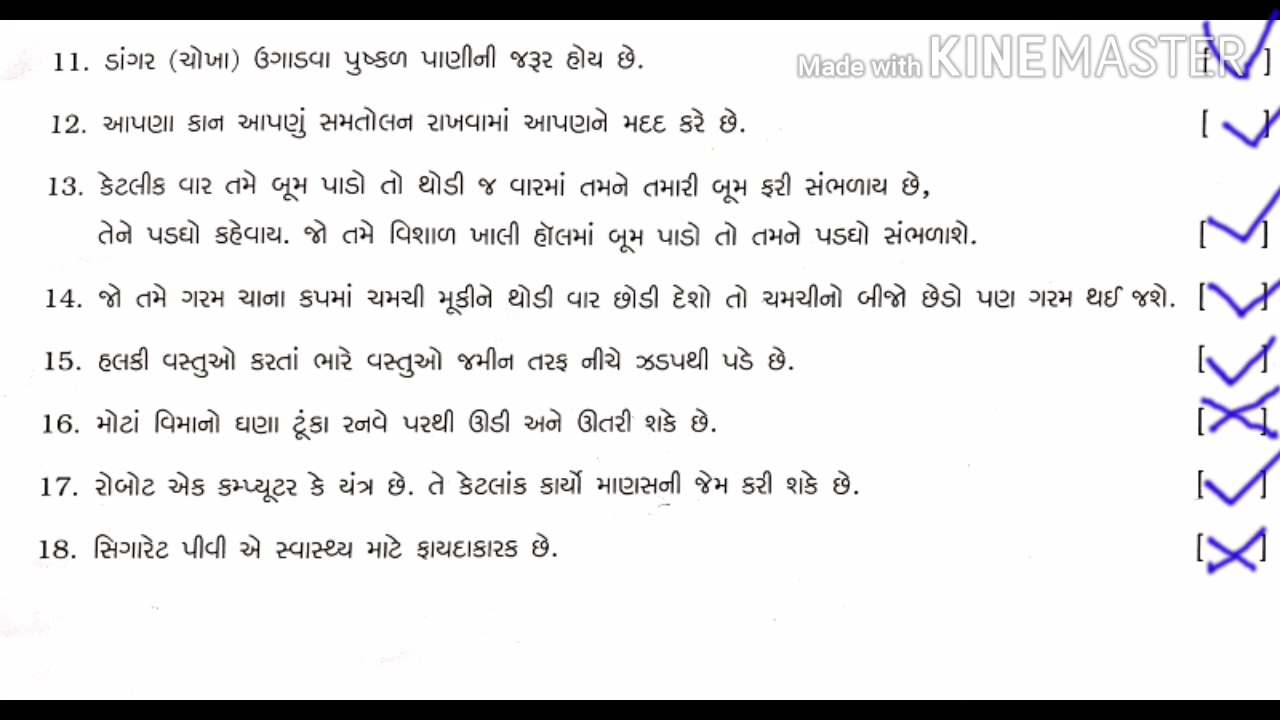 Made with KINEMASTER
11. ડાંગર (ચોખા) ઉગાડવા પુષ્કળ પાણીની જરૂર હોય છે. [ ✓ ]
12. આપણા કાન આપણું સમતોલન રાખવામાં આપણને મદદ કરે છે. [ ✓ ]
13. કેટલીક વાર તમે બૂમ પાડો તો થોડી જ વારમાં તમને તમારી બૂમ ફરી સંભળાય છે,
તેને પડઘો કહેવાય. જો તમે વિશાળ ખાલી હૉલમાં બૂમ પાડો તો તમને પડઘો સંભળાશે. [ ✓ ]
14. જો તમે ગરમ ચાના કપમાં ચમચી મૂકીને થોડી વાર છોડી દેશો તો ચમચીનો બીજો છેડો પણ ગરમ થઈ જશે. [ ✓ ]
15. હલકી વસ્તુઓ કરતાં ભારે વસ્તુઓ જમીન તરફ નીચે ઝડપથી પડે છે. [ ✓ ]
16. મોટાં વિમાનો ઘણા ટૂંકા રનવે પરથી ઊડી અને ઊતરી શકે છે. [ ✗ ]
17. રોબોટ એક કમ્પ્યૂટર કે યંત્ર છે. તે કેટલાંક કાર્યો માણસની જેમ કરી શકે છે. [ ✓ ]
18. સિગારેટ પીવી એ સ્વાસ્થ્ય માટે ફાયદાકારક છે. [ ✗ ]